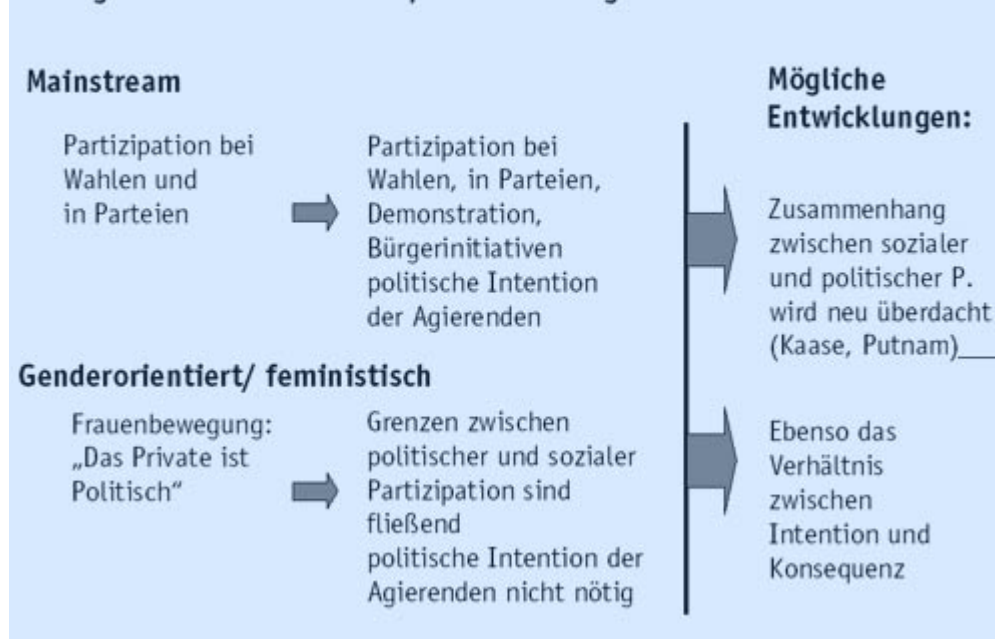 Mainstream
Partizipation bei
Wahlen und
in Parteien
Partizipation bei
Wahlen, in Parteien,
Demonstration,
Bürgerinitiativen
politische Intention
der Agierenden
Genderorientiert/ feministisch
Frauenbewegung:
„Das Private ist
Politisch“
Grenzen zwischen
politischer und sozialer
Partizipation sind
fließend
politische Intention der
Agierenden nicht nötig
Mögliche
Entwicklungen:
Zusammenhang
zwischen sozialer
und politischer P.
wird neu überdacht
(Kaase, Putnam)___
Ebenso das
Verhältnis
zwischen
Intention und
Konsequenz